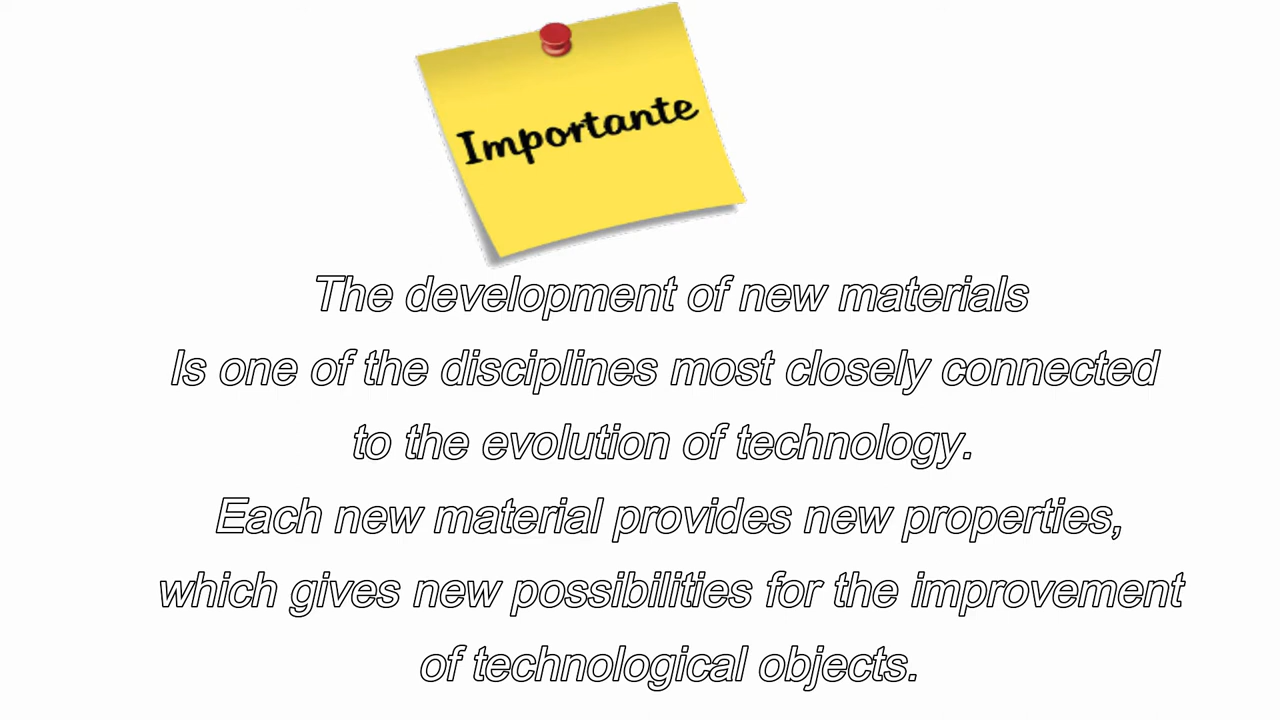 Importante
The development of new materials
Is one of the disciplines most closely connected
to the evolution of technology.
Each new material provides new properties,
which gives new possibilities for the improvement
of technological objects.